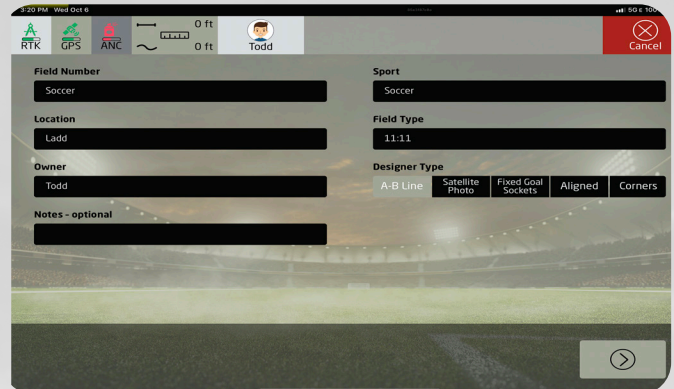 3:20 PM Wed Oct 6
5G E 100
RTK
GPS
ANC
0 ft
0 ft
Todd
Cancel
Field Number
Soccer
Location
Ladd
Owner
Todd
Notes - optional
Sport
Soccer
Field Type
11:11
Designer Type
A-B Line
Satellite Photo
Fixed Goal Sockets
Aligned
Corners